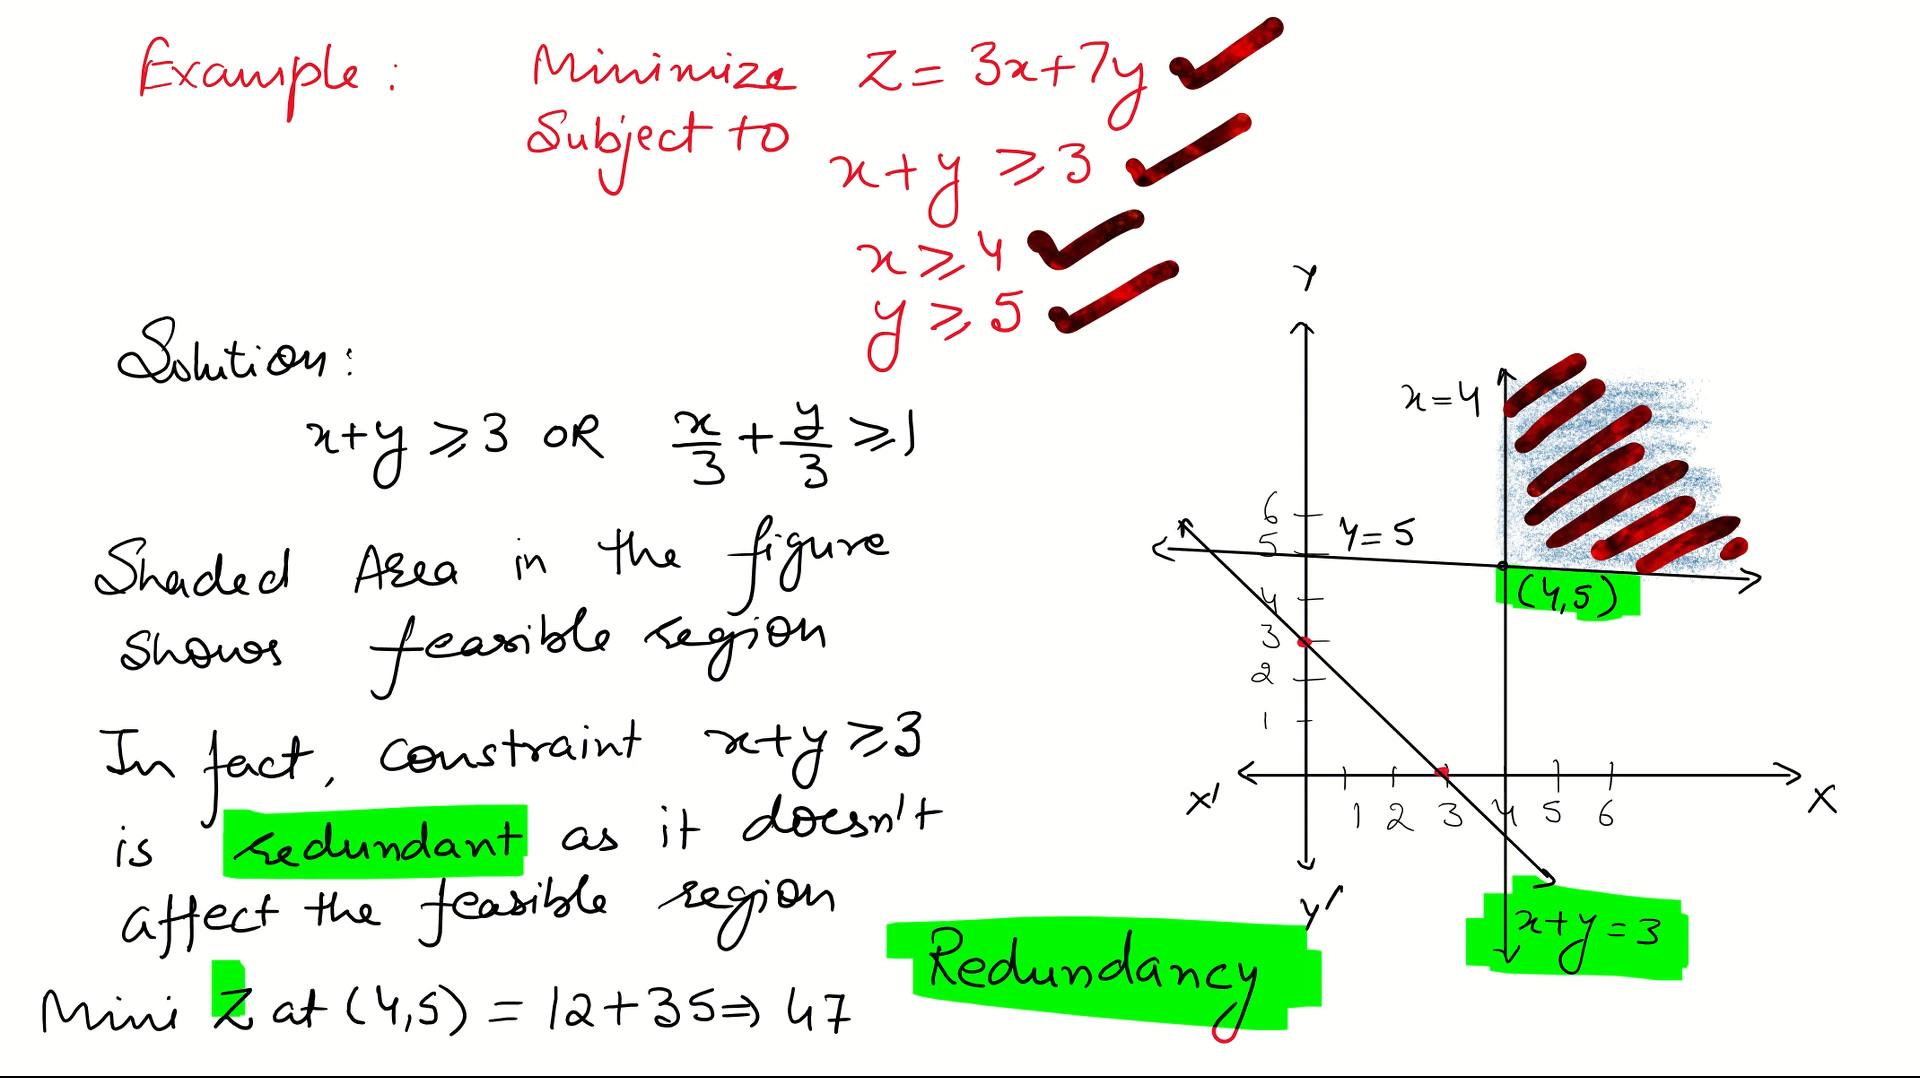 Example: Minimize Z = 3x+7y
Subject to
x+y ⩾ 3
x ⩾ 4
y ⩾ 5
Solution:
x+y ⩾ 3 OR x/3 + y/3 ⩾ 1
Shaded Area in the figure
shows feasible region
In fact, constraint x+y ⩾ 3
is redundant as it doesn't
affect the feasible region
Mini Z at (4,5) = 12+35 ⇒ 47
Redundancy
Y
x=4
6
5
y=5
4
(4,5)
3
2
1
X'
1 2 3 4 5 6
X
Y'
x+y=3